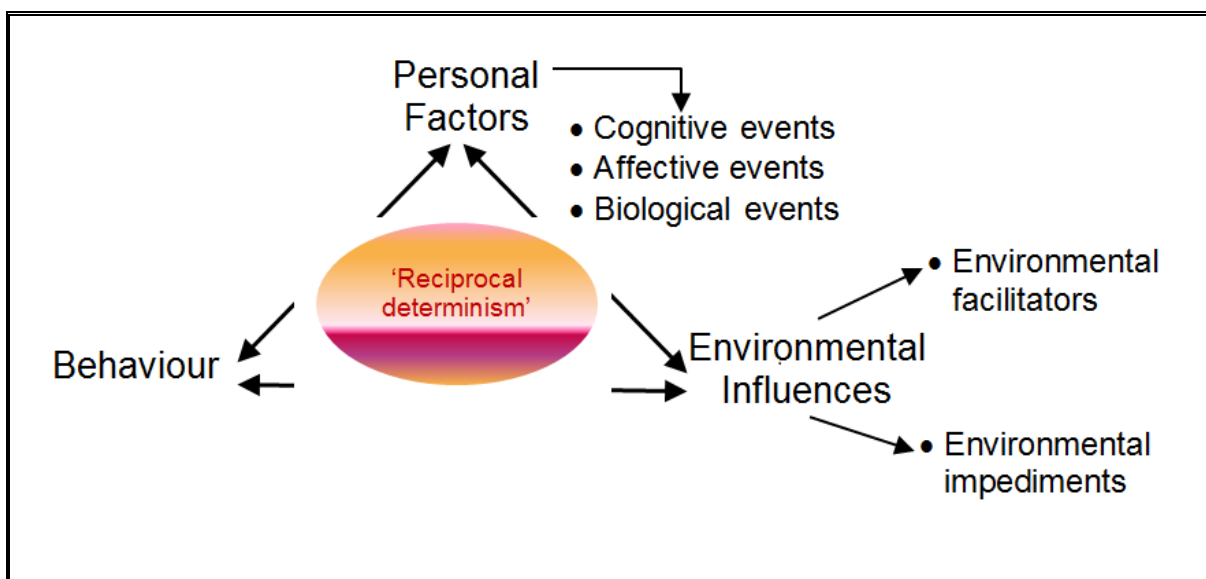 Personal
Factors
• Cognitive events
• Affective events
• Biological events
‘Reciprocal
determinism’
Behaviour
Environmental
Influences
• Environmental
facilitators
• Environmental
impediments